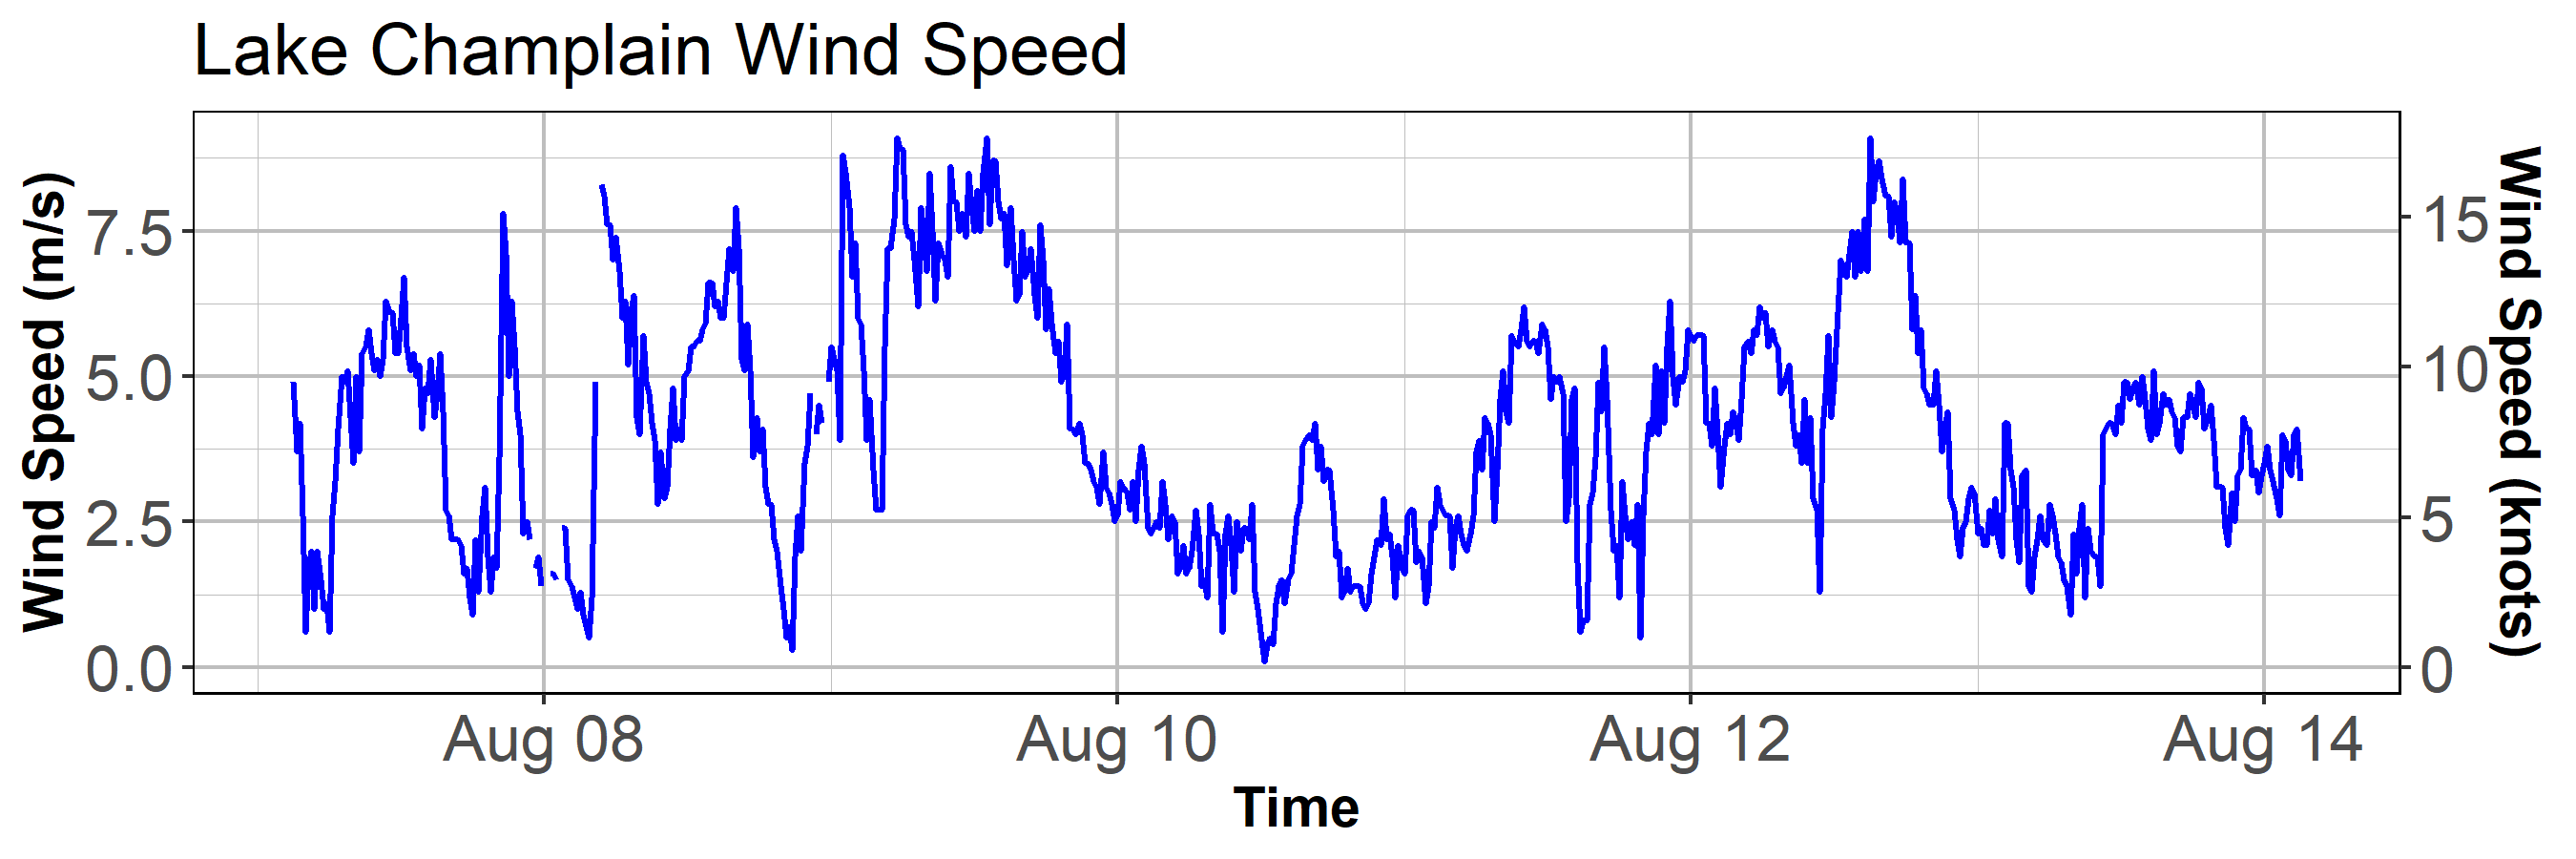 Lake Champlain Wind Speed
Wind Speed (m/s)
7.5
5.0
2.5
0.0
15
10
5
0
Wind Speed (knots)
Aug 08
Aug 10
Aug 12
Aug 14
Time